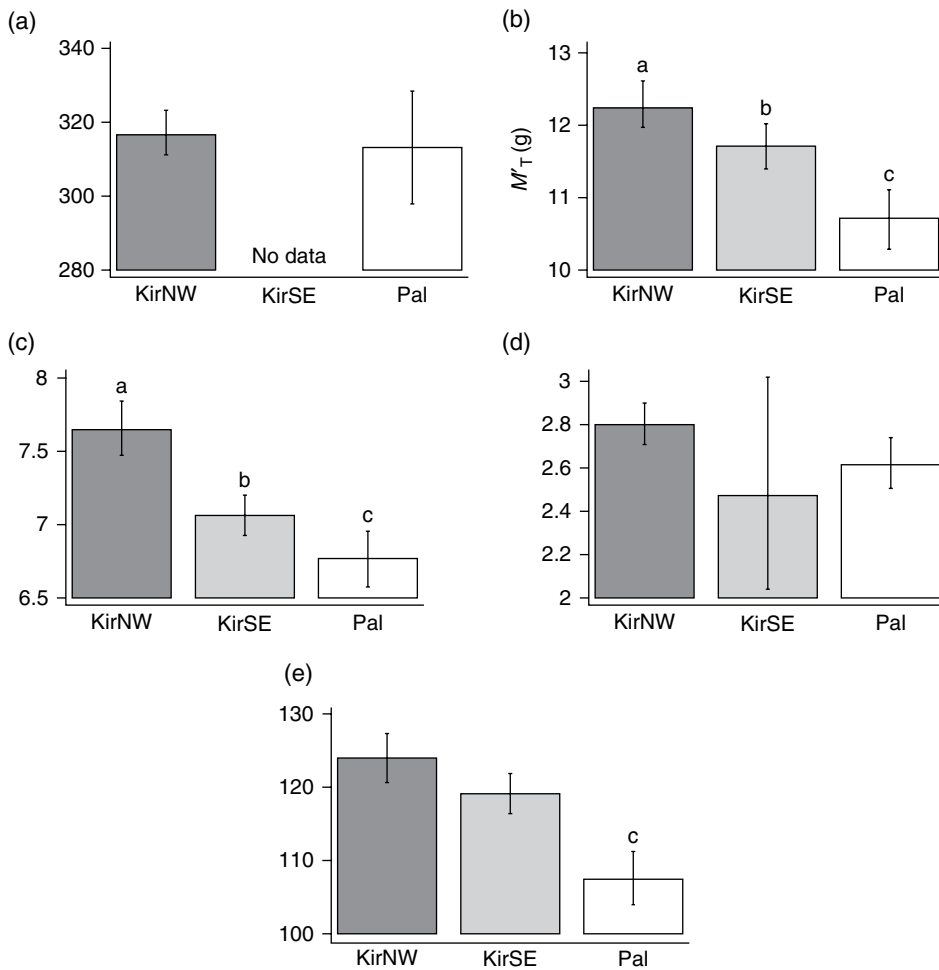 (a)
340
320
300
280
No data
KirNW KirSE Pal
(b)
13
12
11
10
M′T (g)
a
b
c
KirNW KirSE Pal
(c)
8
7.5
7
6.5
a
b
c
KirNW KirSE Pal
(d)
3
2.8
2.6
2.4
2.2
2
KirNW KirSE Pal
(e)
130
120
110
100
c
KirNW KirSE Pal